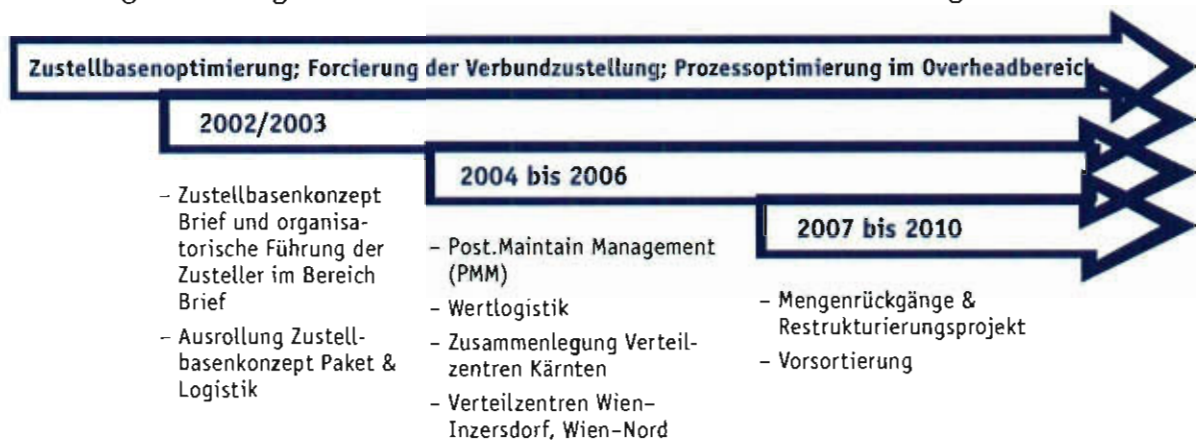 Zustellbasenoptimierung; Forcierung der Verbundzustellung; Prozessoptimierung im Overheadbereich
2002/2003
– Zustellbasenkonzept
Brief und organisa-
torische Führung der
Zusteller im Bereich
Brief
– Ausrollung Zustell-
basenkonzept Paket &
Logistik
2004 bis 2006
– Post.Maintain Management
(PMM)
– Wertlogistik
– Zusammenlegung Verteil-
zentren Kärnten
– Verteilzentren Wien–
Inzersdorf, Wien–Nord
2007 bis 2010
– Mengenrückgänge &
Restrukturierungsprojekt
– Vorsortierung